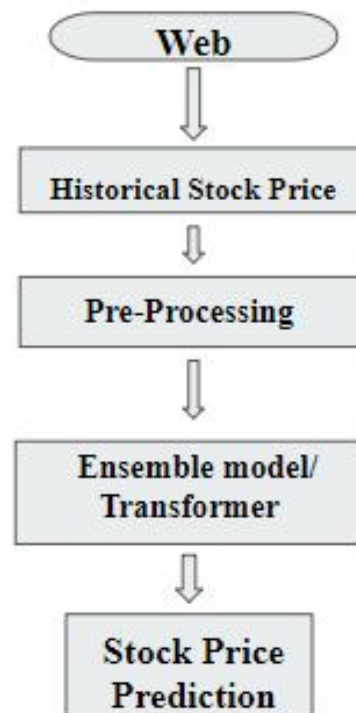 Web
Historical Stock Price
Pre-Processing
Ensemble model/
Transformer
Stock Price
Prediction